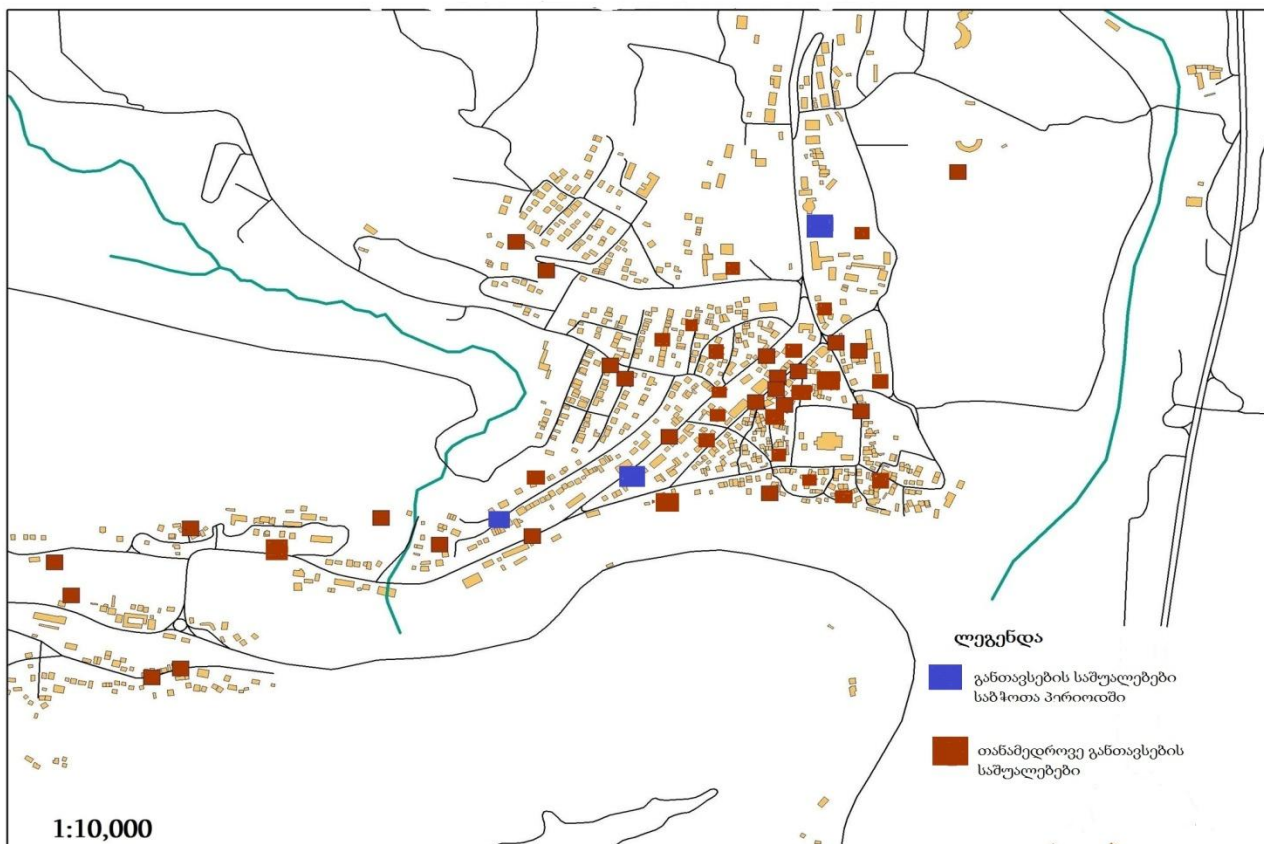 ლეგენდა
განთავსების საშუალებები
საბჭოთა პერიოდში
თანამედროვე განთავსების
საშუალებები
1:10,000